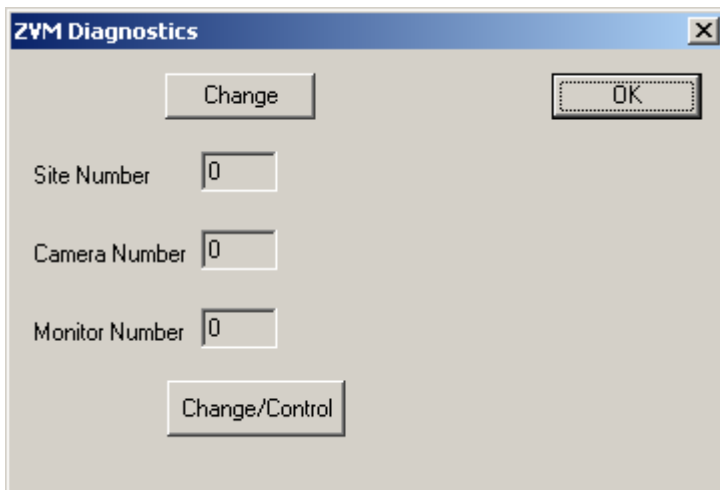 ZVM Diagnostics
Change
OK
Site Number 0
Camera Number 0
Monitor Number 0
Change/Control